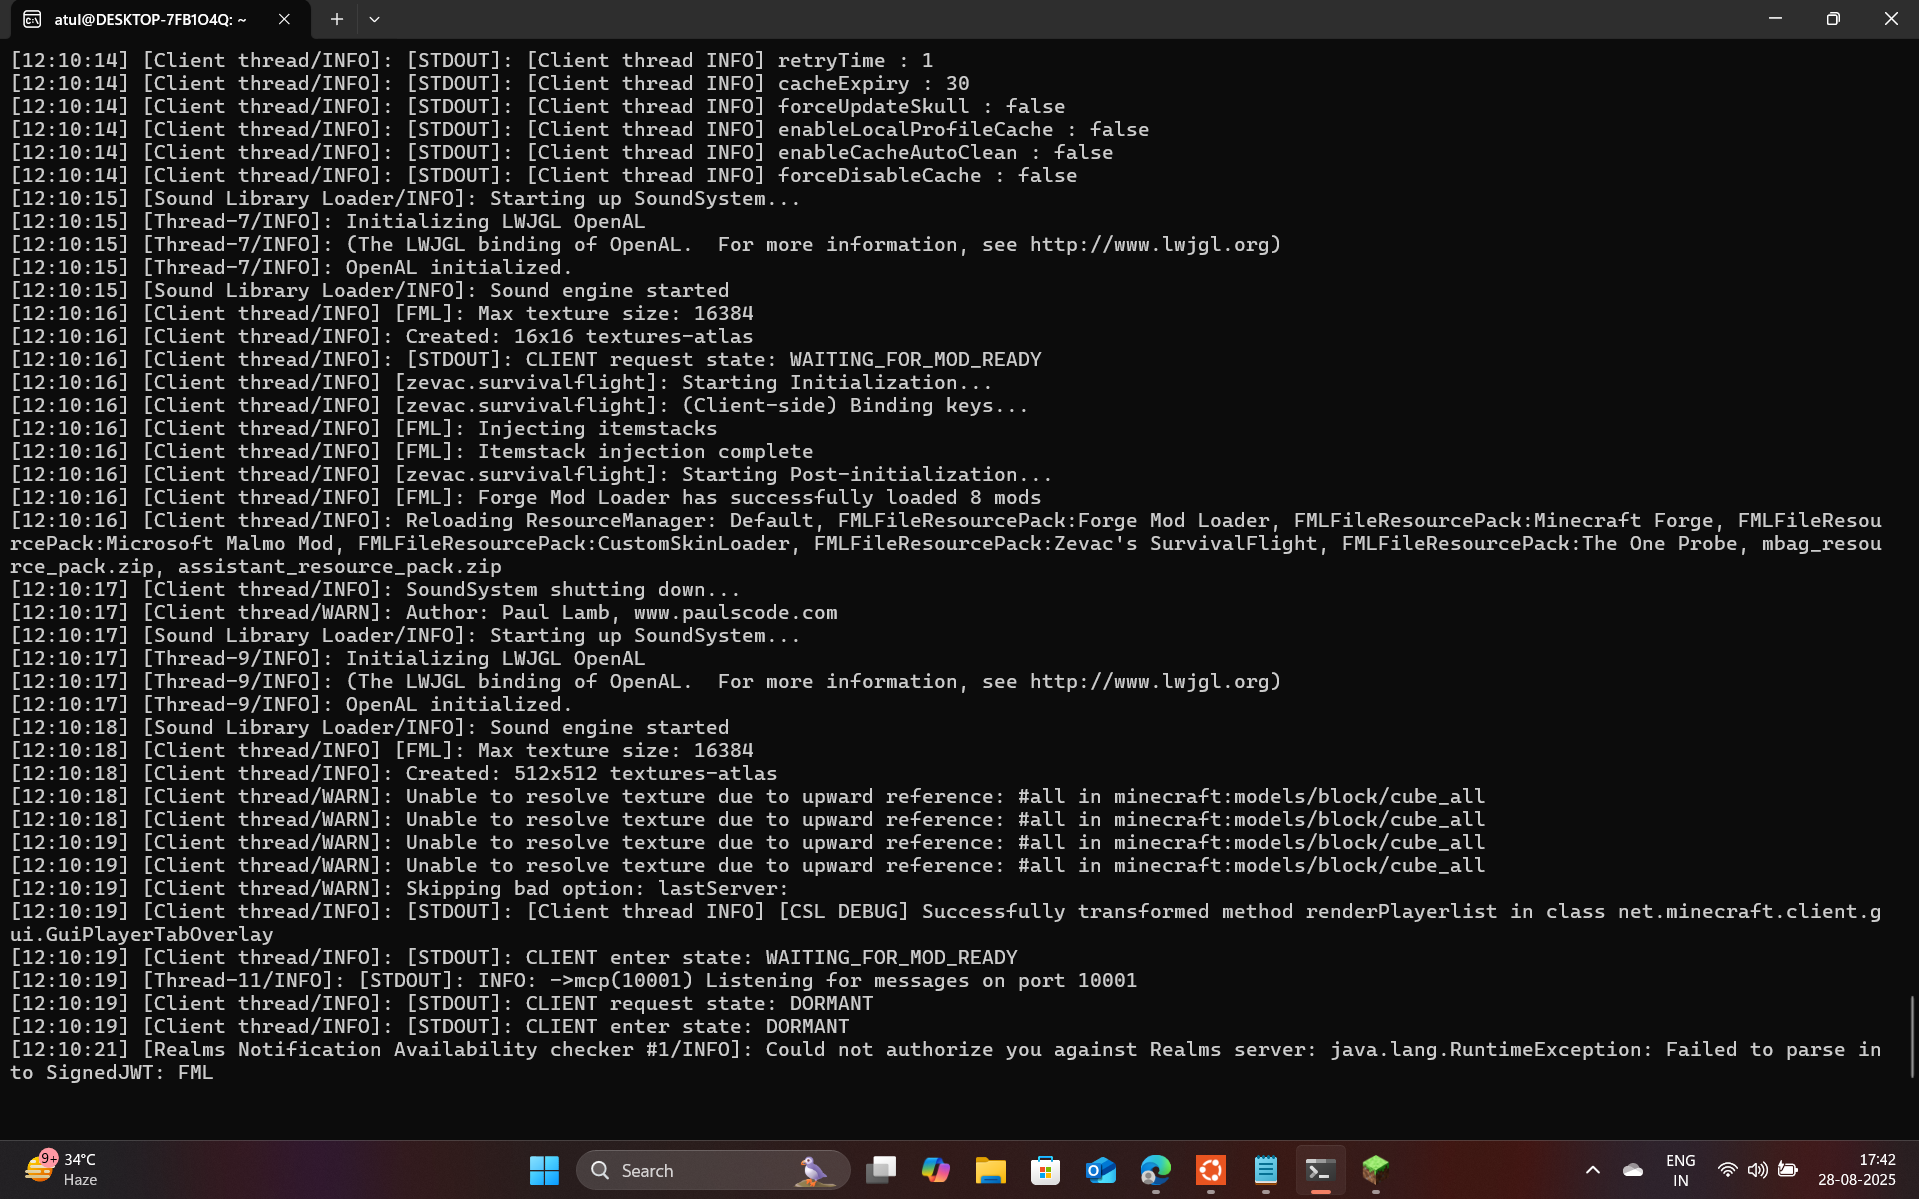 atul@DESKTOP-7FB1O4Q: ~
[12:10:14] [Client thread/INFO]: [STDOUT]: [Client thread INFO] retryTime : 1
[12:10:14] [Client thread/INFO]: [STDOUT]: [Client thread INFO] cacheExpiry : 30
[12:10:14] [Client thread/INFO]: [STDOUT]: [Client thread INFO] forceUpdateSkull : false
[12:10:14] [Client thread/INFO]: [STDOUT]: [Client thread INFO] enableLocalProfileCache : false
[12:10:14] [Client thread/INFO]: [STDOUT]: [Client thread INFO] enableCacheAutoClean : false
[12:10:14] [Client thread/INFO]: [STDOUT]: [Client thread INFO] forceDisableCache : false
[12:10:15] [Sound Library Loader/INFO]: Starting up SoundSystem...
[12:10:15] [Thread-7/INFO]: Initializing LWJGL OpenAL
[12:10:15] [Thread-7/INFO]: (The LWJGL binding of OpenAL.  For more information, see http://www.lwjgl.org)
[12:10:15] [Thread-7/INFO]: OpenAL initialized.
[12:10:15] [Sound Library Loader/INFO]: Sound engine started
[12:10:16] [Client thread/INFO] [FML]: Max texture size: 16384
[12:10:16] [Client thread/INFO]: Created: 16x16 textures-atlas
[12:10:16] [Client thread/INFO]: [STDOUT]: CLIENT request state: WAITING_FOR_MOD_READY
[12:10:16] [Client thread/INFO] [zevac.survivalflight]: Starting Initialization...
[12:10:16] [Client thread/INFO] [zevac.survivalflight]: (Client-side) Binding keys...
[12:10:16] [Client thread/INFO] [FML]: Injecting itemstacks
[12:10:16] [Client thread/INFO] [FML]: Itemstack injection complete
[12:10:16] [Client thread/INFO] [zevac.survivalflight]: Starting Post-initialization...
[12:10:16] [Client thread/INFO] [FML]: Forge Mod Loader has successfully loaded 8 mods
[12:10:16] [Client thread/INFO]: Reloading ResourceManager: Default, FMLFileResourcePack:Forge Mod Loader, FMLFileResourcePack:Minecraft Forge, FMLFileResou
rcePack:Microsoft Malmo Mod, FMLFileResourcePack:CustomSkinLoader, FMLFileResourcePack:Zevac's SurvivalFlight, FMLFileResourcePack:The One Probe, mbag_resou
rce_pack.zip, assistant_resource_pack.zip
[12:10:17] [Client thread/INFO]: SoundSystem shutting down...
[12:10:17] [Client thread/WARN]: Author: Paul Lamb, www.paulscode.com
[12:10:17] [Sound Library Loader/INFO]: Starting up SoundSystem...
[12:10:17] [Thread-9/INFO]: Initializing LWJGL OpenAL
[12:10:17] [Thread-9/INFO]: (The LWJGL binding of OpenAL.  For more information, see http://www.lwjgl.org)
[12:10:17] [Thread-9/INFO]: OpenAL initialized.
[12:10:18] [Sound Library Loader/INFO]: Sound engine started
[12:10:18] [Client thread/INFO] [FML]: Max texture size: 16384
[12:10:18] [Client thread/INFO]: Created: 512x512 textures-atlas
[12:10:18] [Client thread/WARN]: Unable to resolve texture due to upward reference: #all in minecraft:models/block/cube_all
[12:10:18] [Client thread/WARN]: Unable to resolve texture due to upward reference: #all in minecraft:models/block/cube_all
[12:10:19] [Client thread/WARN]: Unable to resolve texture due to upward reference: #all in minecraft:models/block/cube_all
[12:10:19] [Client thread/WARN]: Unable to resolve texture due to upward reference: #all in minecraft:models/block/cube_all
[12:10:19] [Client thread/WARN]: Skipping bad option: lastServer:
[12:10:19] [Client thread/INFO]: [STDOUT]: [Client thread INFO] [CSL DEBUG] Successfully transformed method renderPlayerlist in class net.minecraft.client.g
ui.GuiPlayerTabOverlay
[12:10:19] [Client thread/INFO]: [STDOUT]: CLIENT enter state: WAITING_FOR_MOD_READY
[12:10:19] [Thread-11/INFO]: [STDOUT]: INFO: ->mcp(10001) Listening for messages on port 10001
[12:10:19] [Client thread/INFO]: [STDOUT]: CLIENT request state: DORMANT
[12:10:19] [Client thread/INFO]: [STDOUT]: CLIENT enter state: DORMANT
[12:10:21] [Realms Notification Availability checker #1/INFO]: Could not authorize you against Realms server: java.lang.RuntimeException: Failed to parse in
to SignedJWT: FML
9+
34°C
Haze
Search
ENG
IN
17:42
28-08-2025